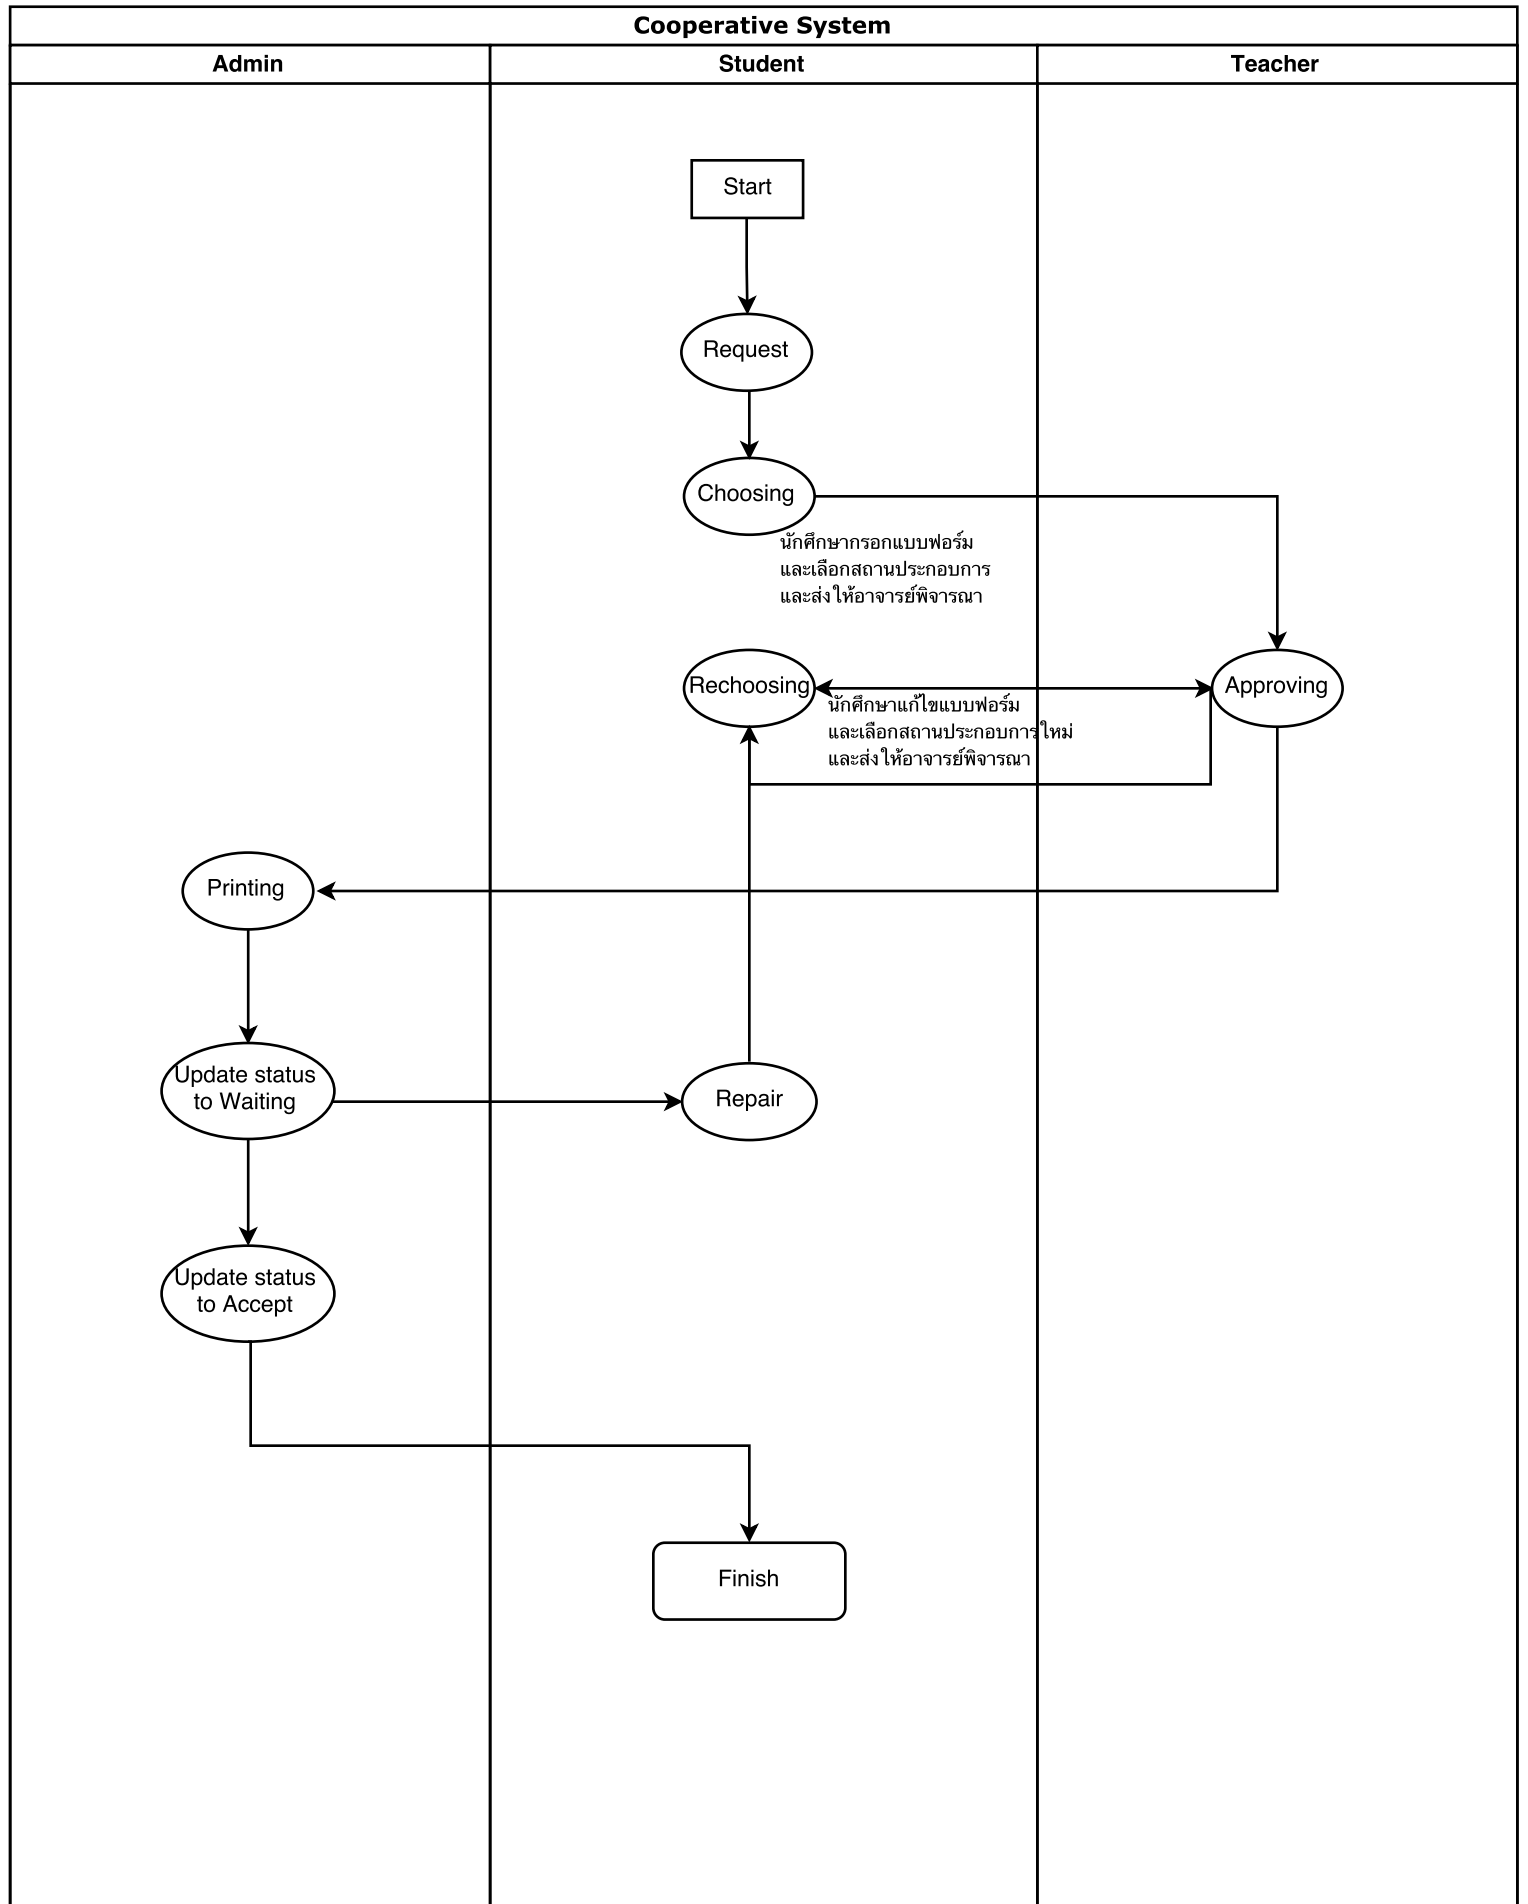 Cooperative System
Admin
Student
Teacher
Start
Request
Choosing
นักศึกษากรอกแบบฟอร์ม
และเลือกสถานประกอบการ
และส่งให้อาจารย์พิจารณา
Rechoosing
Approving
นักศึกษาแก้ไขแบบฟอร์ม
และเลือกสถานประกอบการใหม่
และส่งให้อาจารย์พิจารณา
Printing
Update status
to Waiting
Repair
Update status
to Accept
Finish